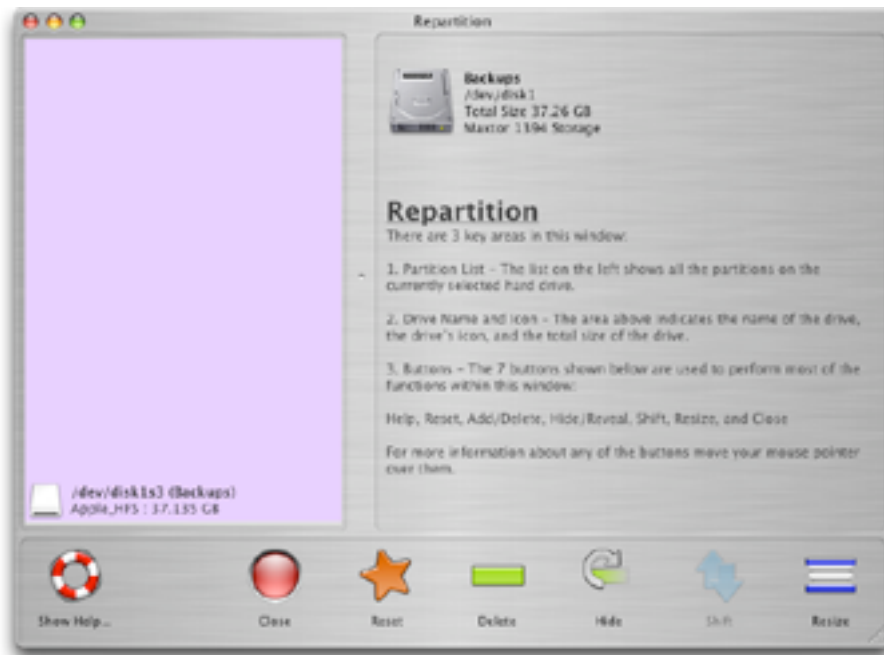 Repartition
Backups
/dev/disk1
Total Size 37.26 GB
Maxtor 1394 Storage
Repartition
There are 3 key areas in this window:
1. Partition List – The list on the left shows all the partitions on the
currently selected hard drive.
2. Drive Name and Icon – The area above indicates the name of the drive,
the drive's icon, and the total size of the drive.
3. Buttons – The 7 buttons shown below are used to perform most of the
functions within this window:
Help, Reset, Add/Delete, Hide/Reveal, Shift, Resize, and Close
For more information about any of the buttons move your mouse pointer
over them.
/dev/disk1s3 (Backups)
Apple_HFS : 37.135 GB
Show Help...
Close
Reset
Delete
Hide
Shift
Resize